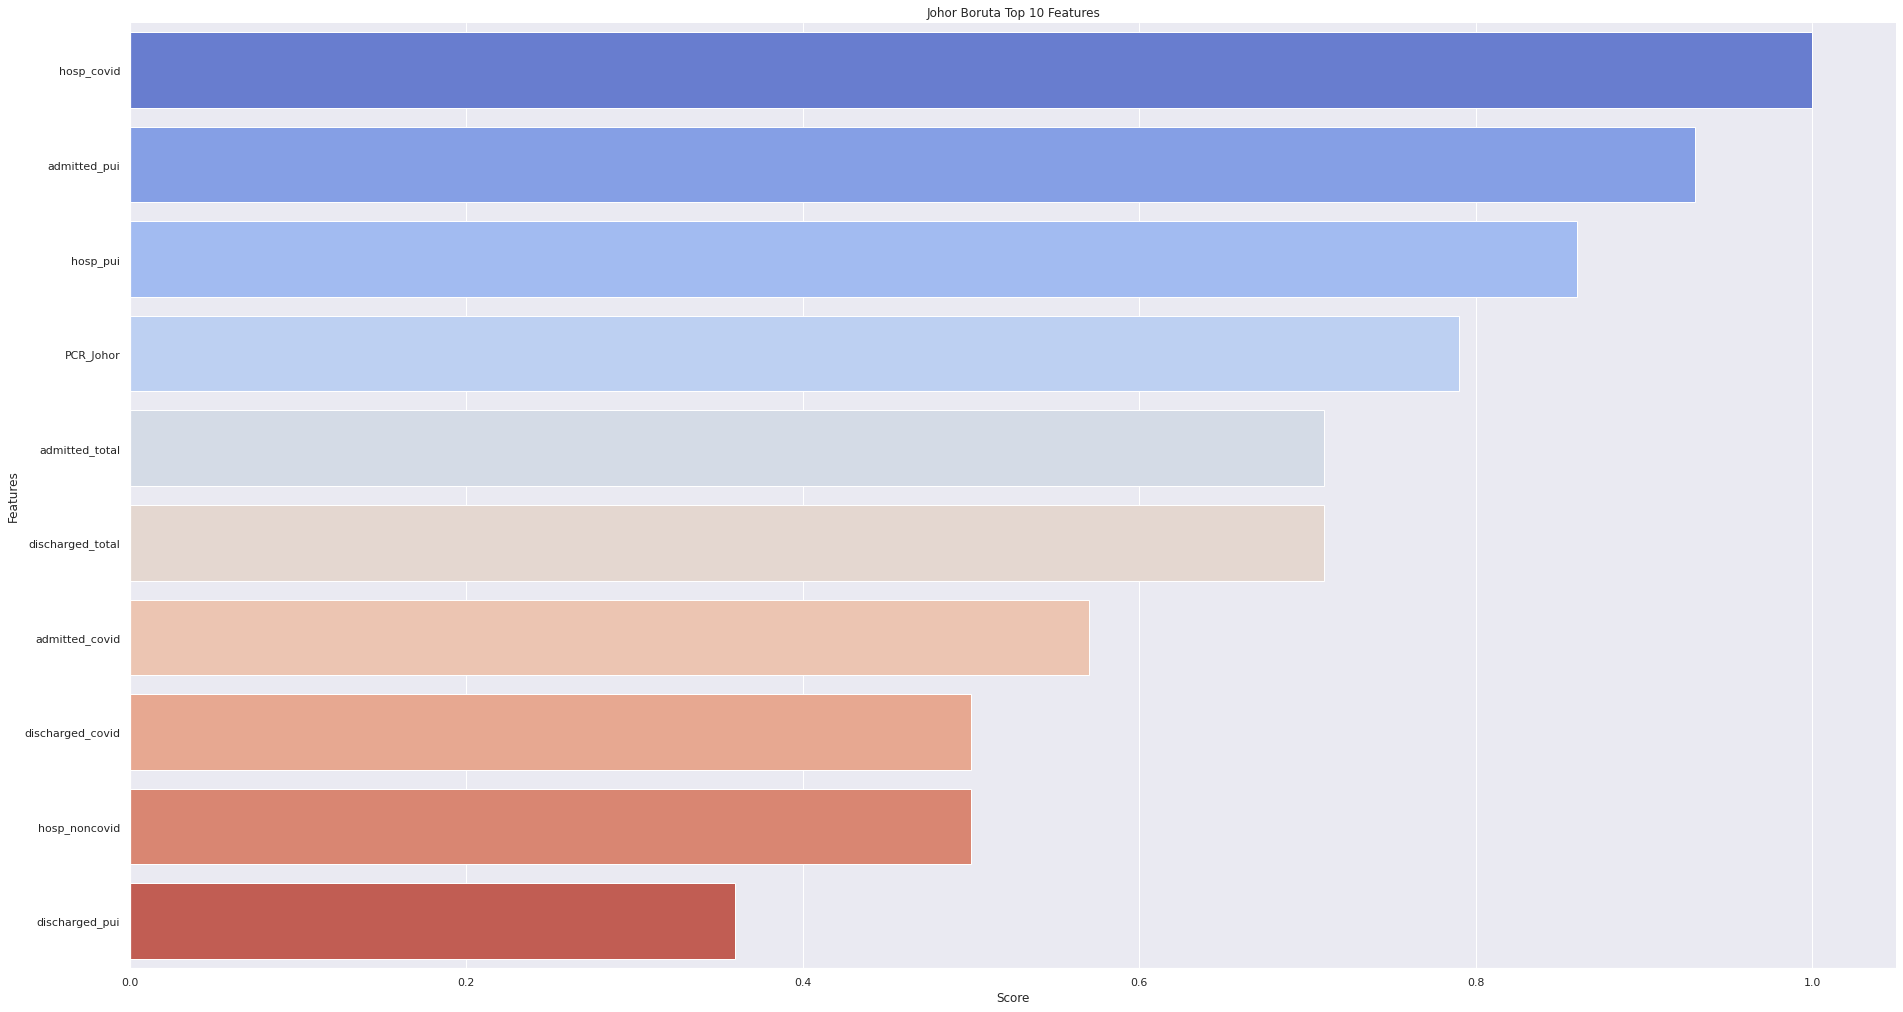 Johor Boruta Top 10 Features
hosp_covid
admitted_pui
hosp_pui
PCR_Johor
admitted_total
discharged_total
admitted_covid
discharged_covid
hosp_noncovid
discharged_pui
Features
0.0 0.2 0.4 0.6 0.8 1.0
Score